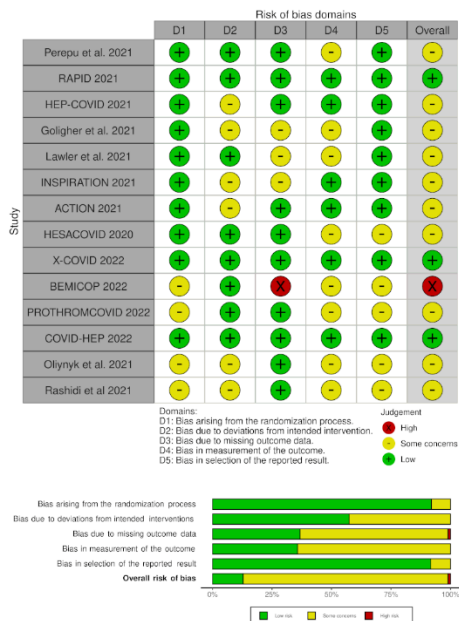 Risk of bias domains
D1 D2 D3 D4 D5 Overall
Study
Perepu et al. 2021 + + + - + -
RAPID 2021 + + + + + +
HEP-COVID 2021 + - + + + -
Goligher et al. 2021 + - - - + -
Lawler et al. 2021 + + - - + -
INSPIRATION 2021 + - - + + -
ACTION 2021 + - + + + -
HESACOVID 2020 + + + - - -
X-COVID 2022 + + + + + +
BEMICOP 2022 - + X - - X
PROTHROMCOVID 2022 - + + - - -
COVID-HEP 2022 + + + + + +
Oliynyk et al. 2021 - - + - - -
Rashidi et al 2021 - - + - - -
Domains:
D1: Bias arising from the randomization process.
D2: Bias due to deviations from intended intervention.
D3: Bias due to missing outcome data.
D4: Bias in measurement of the outcome.
D5: Bias in selection of the reported result.
Judgement
X High
- Some concerns
+ Low
Bias arising from the randomization process
Bias due to deviations from intended interventions
Bias due to missing outcome data
Bias in measurement of the outcome
Bias in selection of the reported result
Overall risk of bias
0% 25% 50% 75% 100%
Low risk Some concerns High risk